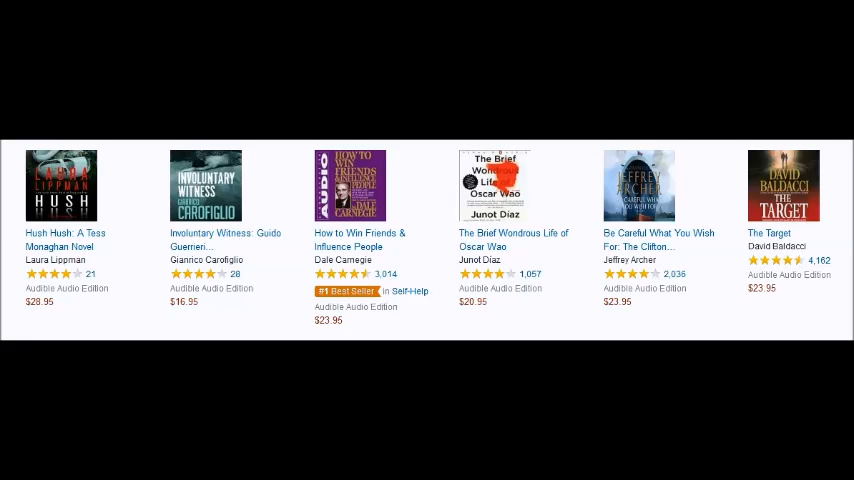 LAURA
LIPPMAN
HUSH
Hush Hush: A Tess
Monaghan Novel
Laura Lippman
21
Audible Audio Edition
$28.95
INVOLUNTARY
WITNESS
GIANRICO
CAROFIGLIO
Involuntary Witness: Guido
Guerrieri...
Gianrico Carofiglio
28
Audible Audio Edition
$16.95
AUDIO
HOW TO
WIN
FRIENDS
& INFLUENCE
PEOPLE
DALE
CARNEGIE
How to Win Friends &
Influence People
Dale Carnegie
3,014
#1 Best Seller in Self-Help
Audible Audio Edition
$23.95
The Brief
Wondrous
Life of
Oscar Wao
Junot Díaz
The Brief Wondrous Life of
Oscar Wao
Junot Díaz
1,057
Audible Audio Edition
$20.95
JEFFREY
ARCHER
Be Careful What You Wish
For: The Clifton...
Jeffrey Archer
2,036
Audible Audio Edition
$23.95
DAVID
BALDACCI
THE
TARGET
The Target
David Baldacci
4,162
Audible Audio Edition
$23.95